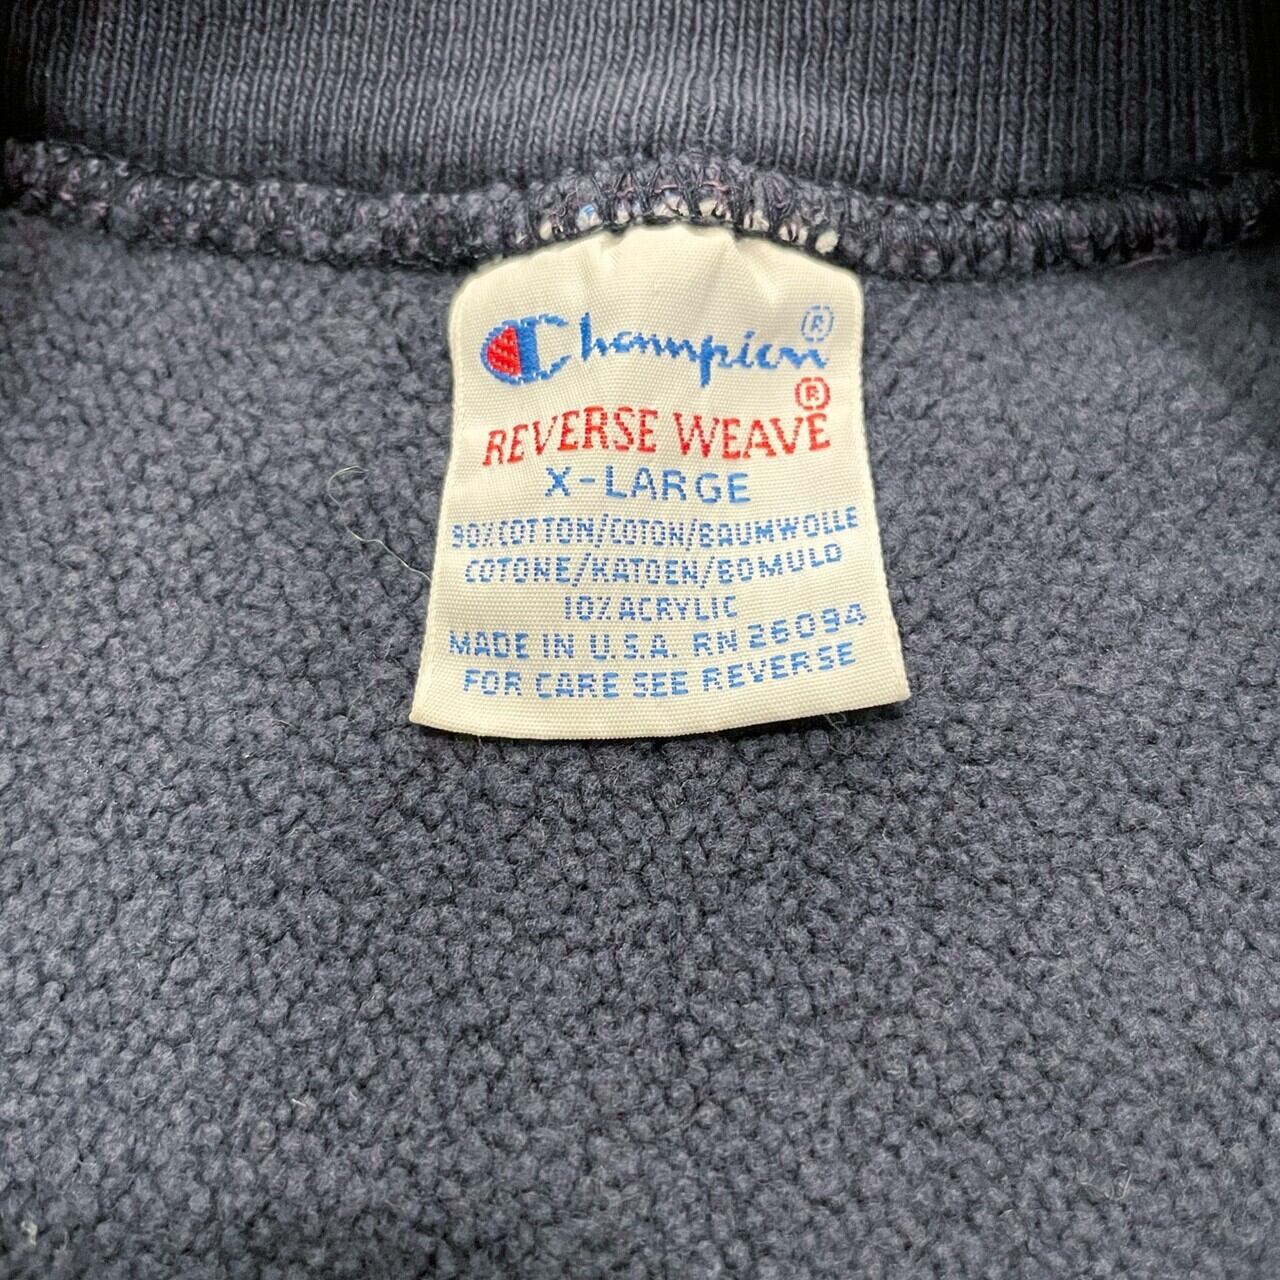 Champion®
REVERSE WEAVE®
X-LARGE
90% COTTON/COTON/BAUMWOLLE
COTONE/KATOEN/BOMULD
10% ACRYLIC
MADE IN U.S.A. RN 26094
FOR CARE SEE REVERSE